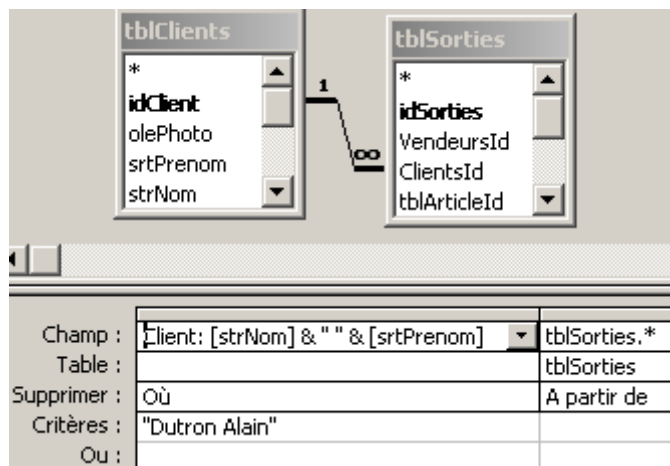 tblClients
*
idClient
olePhoto
srtPrenom
strNom
1
∞
tblSorties
*
idSorties
VendeursId
ClientsId
tblArticleId
Champ : Client: [strNom] & " " & [srtPrenom] tblSorties.*
Table : tblSorties
Supprimer : Où A partir de
Critères : "Dutron Alain"
Ou :